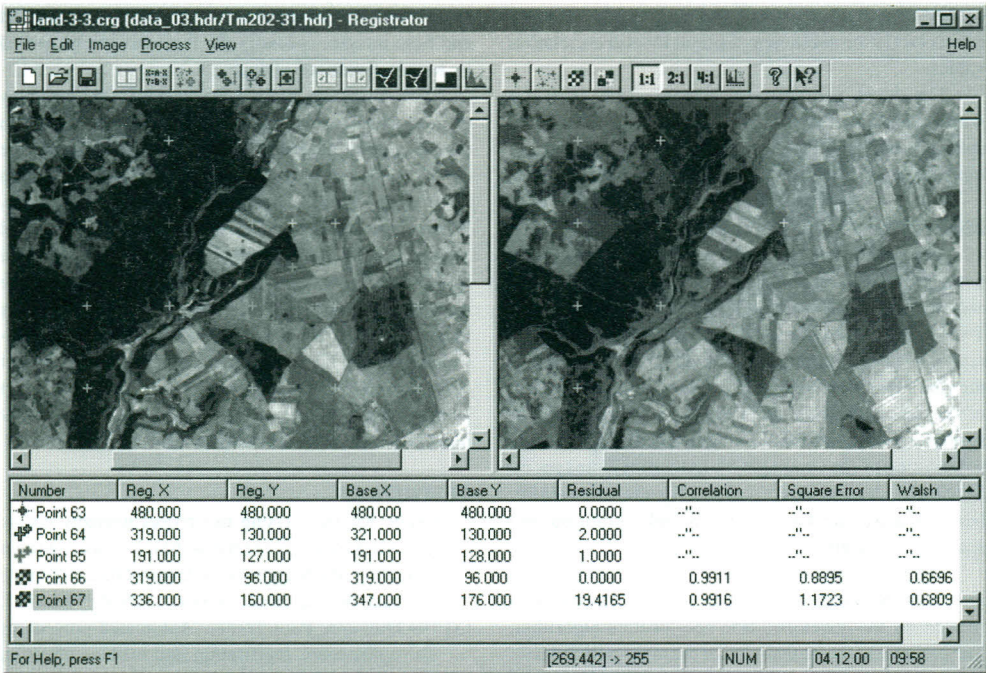 land-3-3.crg (data_03.hdr/Tm202-31.hdr) - Registrator
File Edit Image Process View Help
1:1 2:1 4:1
Number Reg. X Reg. Y Base X Base Y Residual Correlation Square Error Walsh
Point 63 480.000 480.000 480.000 480.000 0.0000 --"-- --"-- --"--
Point 64 319.000 130.000 321.000 130.000 2.0000 --"-- --"-- --"--
Point 65 191.000 127.000 191.000 128.000 1.0000 --"-- --"-- --"--
Point 66 319.000 96.000 319.000 96.000 0.0000 0.9911 0.8895 0.6696
Point 67 336.000 160.000 347.000 176.000 19.4165 0.9916 1.1723 0.6809
For Help, press F1 [269,442] -> 255 NUM 04.12.00 09:58